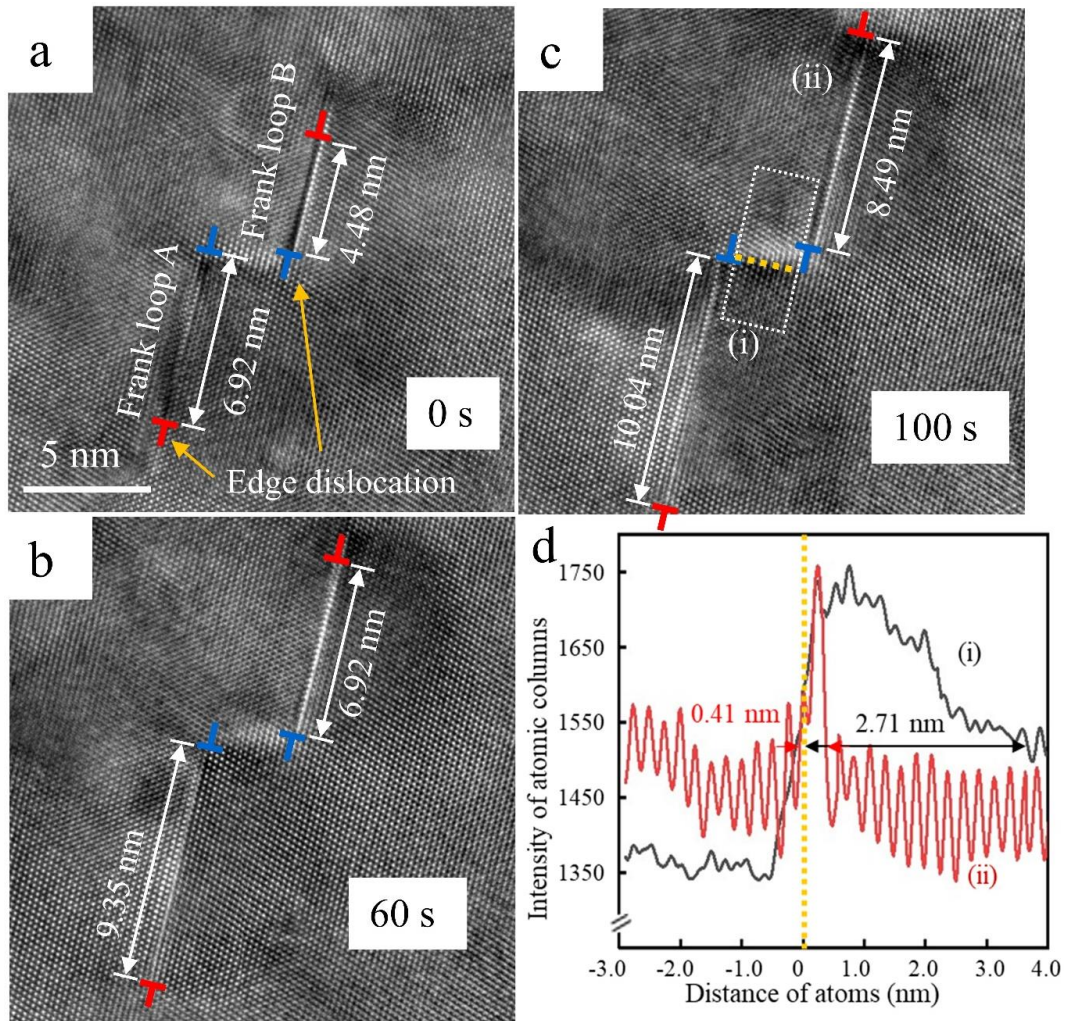 a
Frank loop B
4.48 nm
Frank loop A
6.92 nm
0 s
5 nm
Edge dislocation
c
(ii)
8.49 nm
(i)
10.04 nm
100 s
b
6.92 nm
9.35 nm
60 s
d
1750
1650
1550
1450
1350
Intensity of atomic columns
(i)
0.41 nm
2.71 nm
(ii)
-3.0 -2.0 -1.0 0 1.0 2.0 3.0 4.0
Distance of atoms (nm)